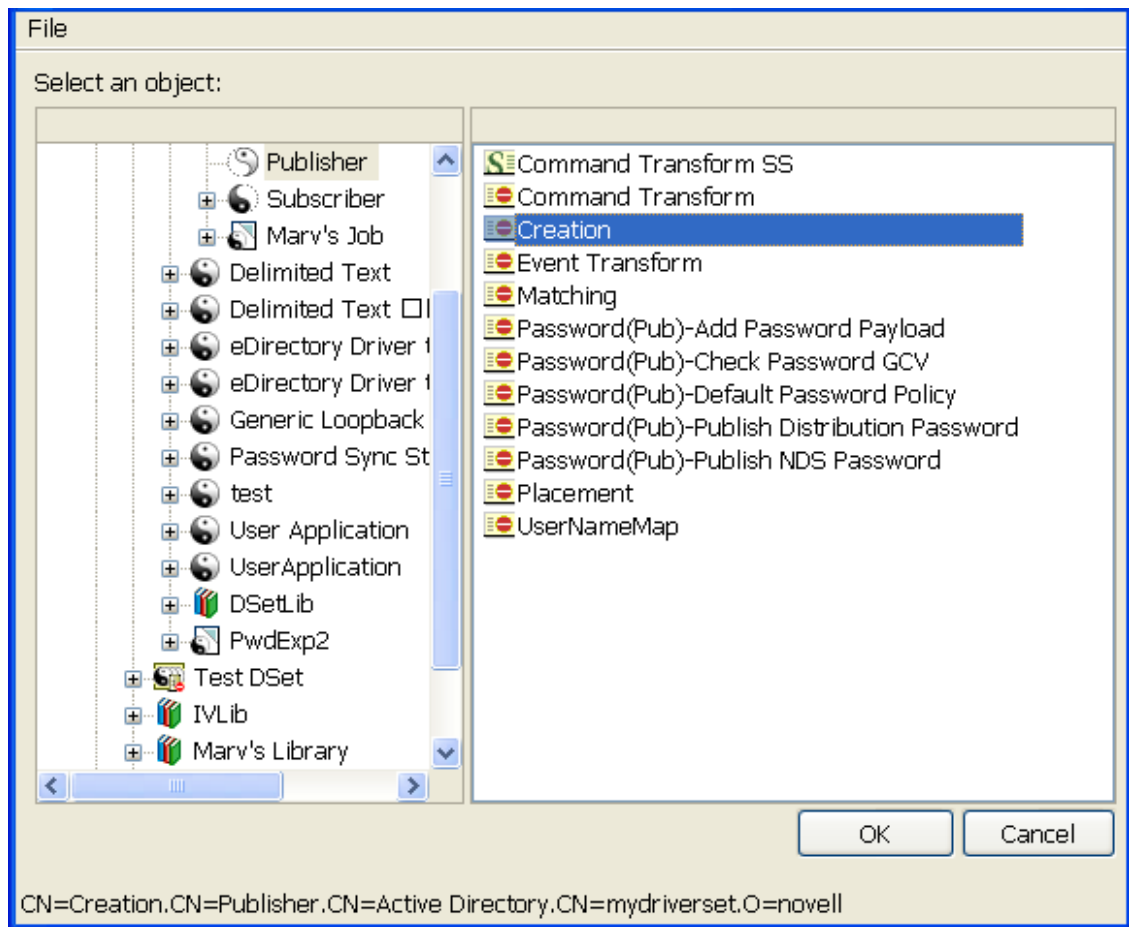 File
Select an object:
Publisher
Subscriber
Marv's Job
Delimited Text
Delimited Text
eDirectory Driver
eDirectory Driver
Generic Loopback
Password Sync St
test
User Application
UserApplication
DSetLib
PwdExp2
Test DSet
IVLib
Marv's Library
Command Transform SS
Command Transform
Creation
Event Transform
Matching
Password(Pub)-Add Password Payload
Password(Pub)-Check Password GCV
Password(Pub)-Default Password Policy
Password(Pub)-Publish Distribution Password
Password(Pub)-Publish NDS Password
Placement
UserNameMap
OK Cancel
CN=Creation.CN=Publisher.CN=Active Directory.CN=mydriverset.O=novell